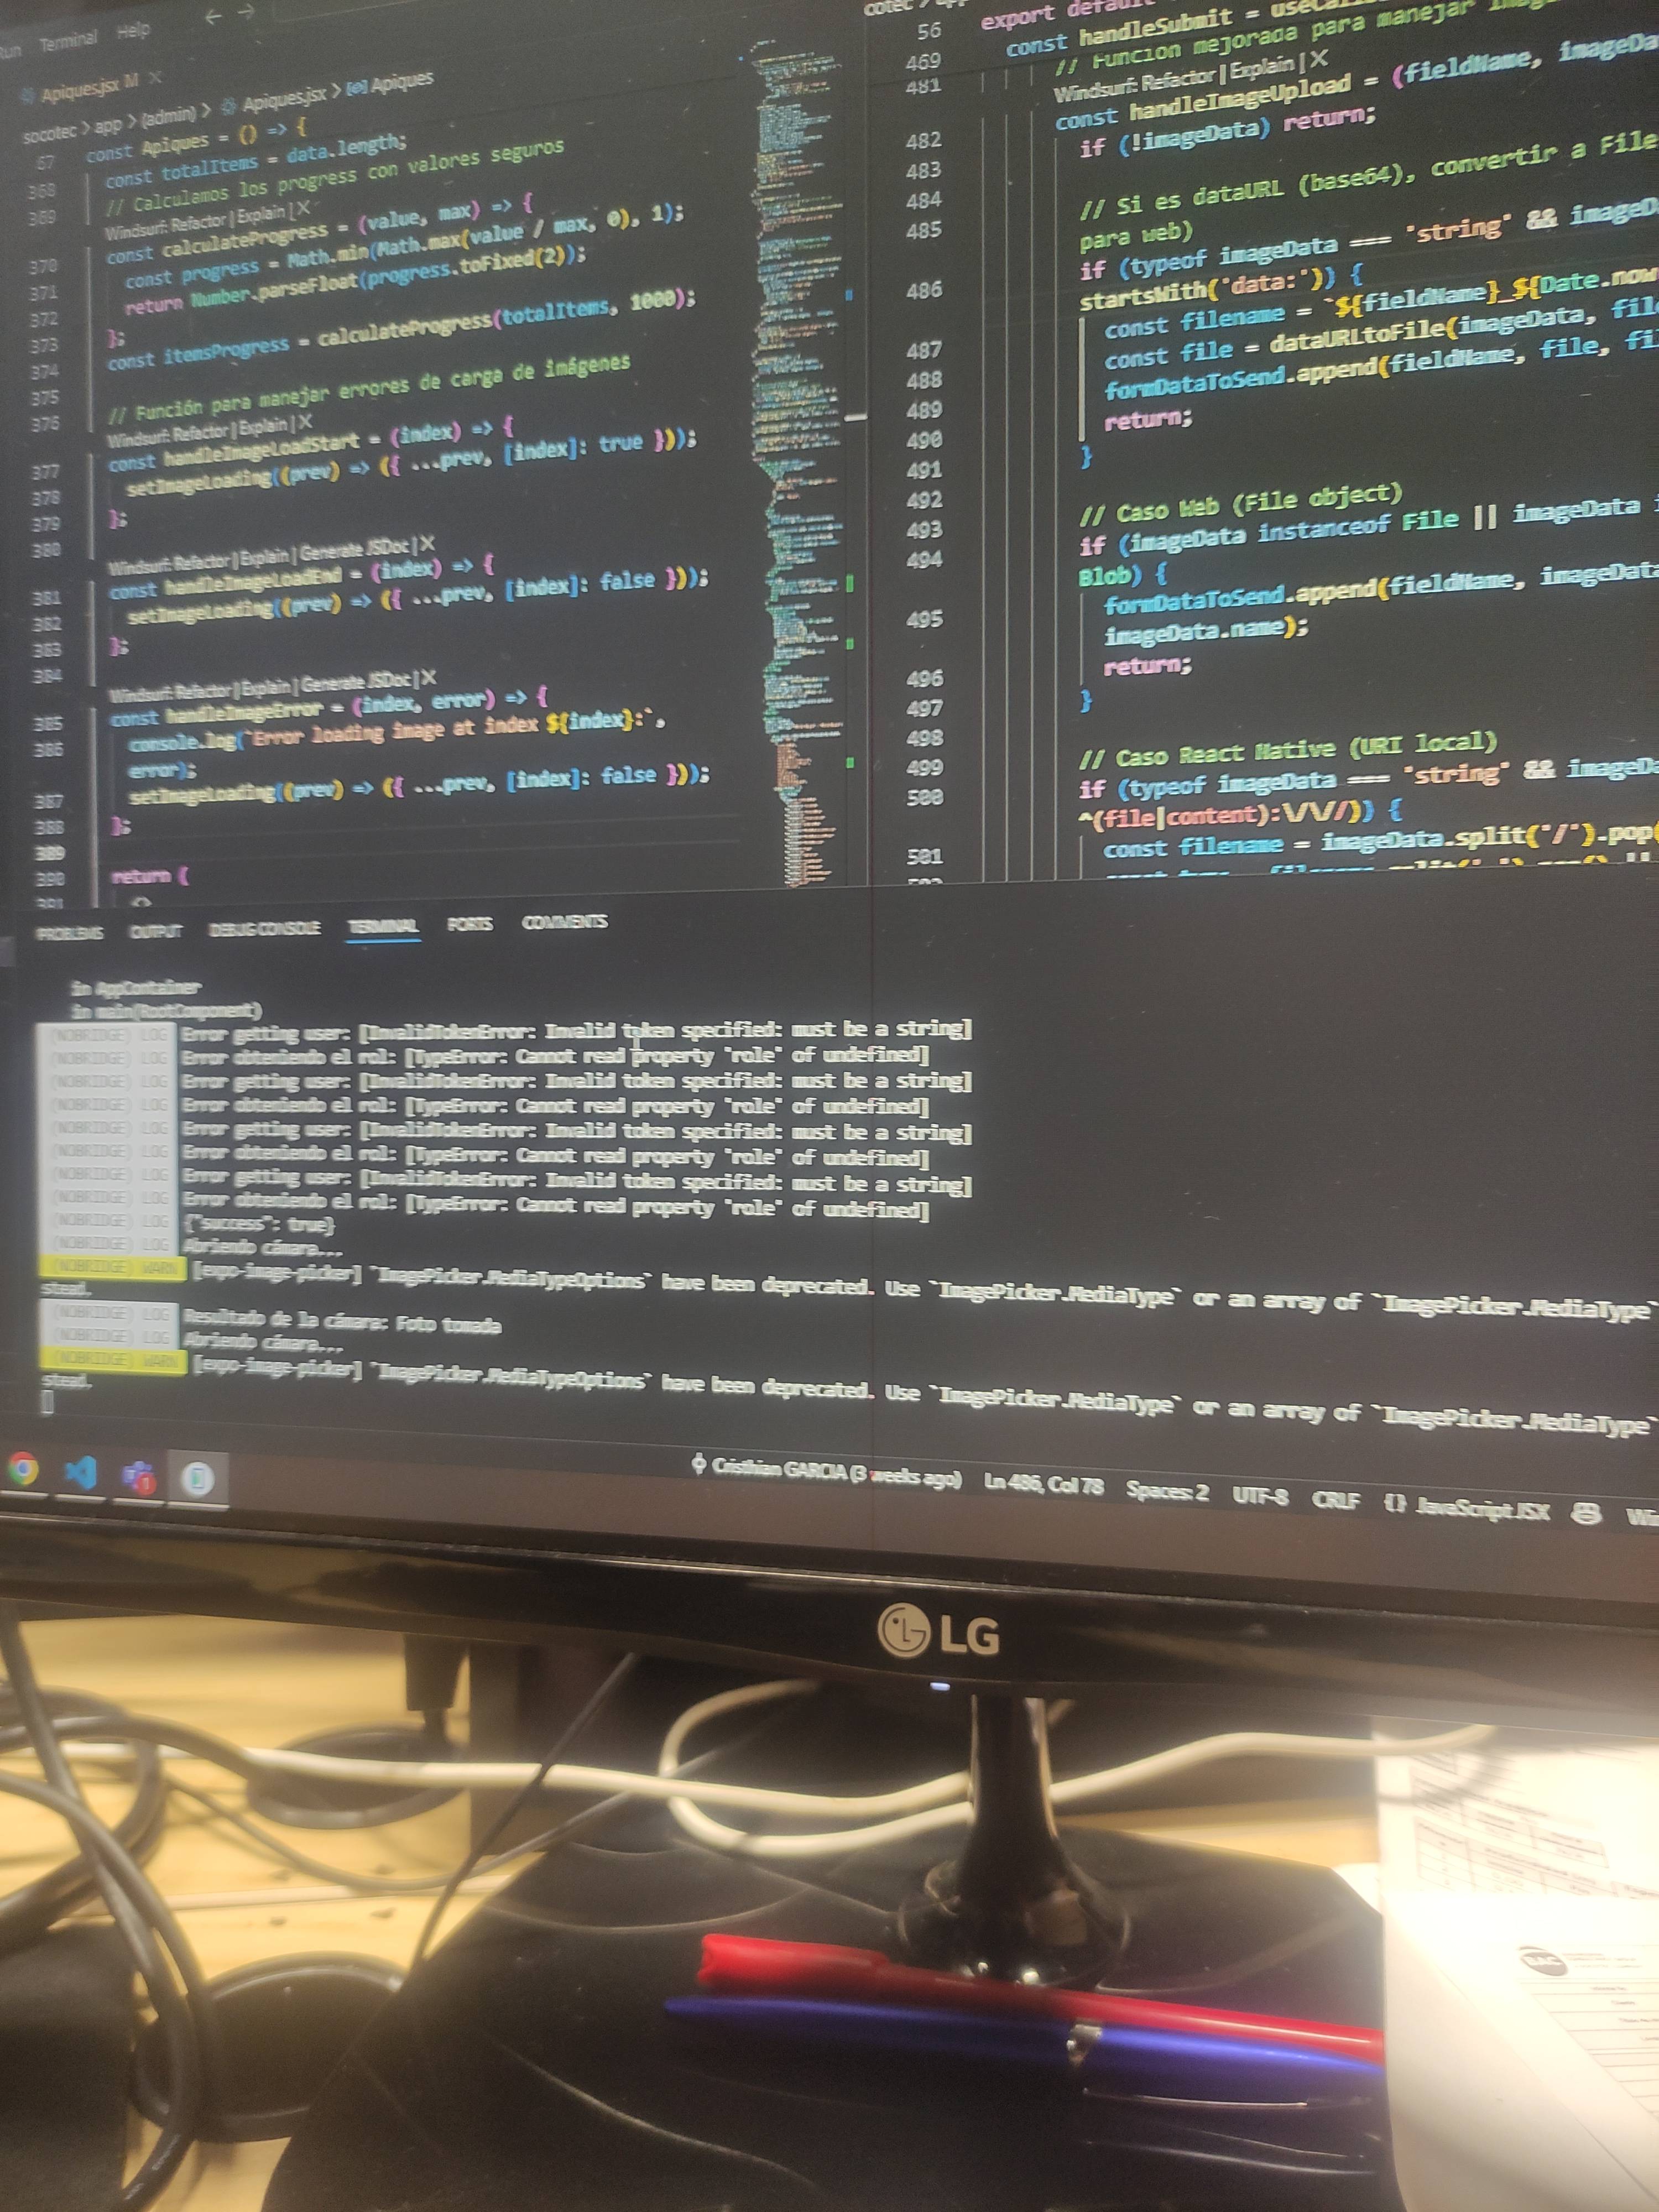 Run Terminal Help
Apiques.jsx M
socotec > app > (admin) > Apiques.jsx > Apiques
67 const Apiques = () => {
368 const totalItems = data.length;
369 // Calculamos los progress con valores seguros
Windsurf: Refactor | Explain | X
370 const calculateProgress = (value, max) => {
371 const progress = Math.min(Math.max(value / max, 0), 1);
372 return Number.parseFloat(progress.toFixed(2));
373 };
374 const itemsProgress = calculateProgress(totalItems, 1000);
375
376 // Función para manejar errores de carga de imágenes
Windsurf: Refactor | Explain | X
377 const handleImageLoadStart = (index) => {
378 setImageLoading((prev) => ({ ...prev, [index]: true }));
379 };
380
Windsurf: Refactor | Explain | Generate JSDoc | X
381 const handleImageLoadEnd = (index) => {
382 setImageLoading((prev) => ({ ...prev, [index]: false }));
383 };
384
Windsurf: Refactor | Explain | Generate JSDoc | X
385 const handleImageError = (index, error) => {
386 console.log(`Error loading image at index ${index}:`,
error);
387 setImageLoading((prev) => ({ ...prev, [index]: false }));
388 };
389
390 return (
391 <>
56 export default
469 const handleSubmit =
481 // Función mejorada para manejar
Windsurf: Refactor | Explain | X
482 const handleImageUpload = (fieldName,
483 if (!imageData) return;
484
485 // Si es dataURL (base64), convertir a File
para web)
486 if (typeof imageData === "string" &&
startsWith("data:")) {
487 const filename = `${fieldName}_${Date.now
488 const file = dataURLtoFile(imageData,
489 formDataToSend.append(fieldName, file,
490 return;
491 }
492
493 // Caso Web (File object)
494 if (imageData instanceof File || imageData
Blob) {
495 formDataToSend.append(fieldName,
imageData.name);
496 return;
497 }
498
499 // Caso React Native (URI local)
500 if (typeof imageData === "string" &&
^(file|content):\/\//)) {
501 const filename = imageData.split("/").pop(
PROBLEMS OUTPUT DEBUG CONSOLE TERMINAL PORTS COMMENTS
in AppContainer
in main(RootComponent)
(NOBRIDGE) LOG Error getting user: [InvalidTokenError: Invalid token specified: must be a string]
(NOBRIDGE) LOG Error obteniendo el rol: [TypeError: Cannot read property 'role' of undefined]
(NOBRIDGE) LOG Error getting user: [InvalidTokenError: Invalid token specified: must be a string]
(NOBRIDGE) LOG Error obteniendo el rol: [TypeError: Cannot read property 'role' of undefined]
(NOBRIDGE) LOG Error getting user: [InvalidTokenError: Invalid token specified: must be a string]
(NOBRIDGE) LOG Error obteniendo el rol: [TypeError: Cannot read property 'role' of undefined]
(NOBRIDGE) LOG Error getting user: [InvalidTokenError: Invalid token specified: must be a string]
(NOBRIDGE) LOG Error obteniendo el rol: [TypeError: Cannot read property 'role' of undefined]
(NOBRIDGE) LOG {"success": true}
(NOBRIDGE) LOG Abriendo cámara...
(NOBRIDGE) WARN [expo-image-picker] `ImagePicker.MediaTypeOptions` have been deprecated. Use `ImagePicker.MediaType` or an array of `ImagePicker.MediaType`
stead.
(NOBRIDGE) LOG Resultado de la cámara: Foto tomada
(NOBRIDGE) LOG Abriendo cámara...
(NOBRIDGE) WARN [expo-image-picker] `ImagePicker.MediaTypeOptions` have been deprecated. Use `ImagePicker.MediaType` or an array of `ImagePicker.MediaType`
stead.
Cristhian GARCIA (3 weeks ago) Ln 486, Col 78 Spaces: 2 UTF-8 CRLF {} JavaScript JSX
LG